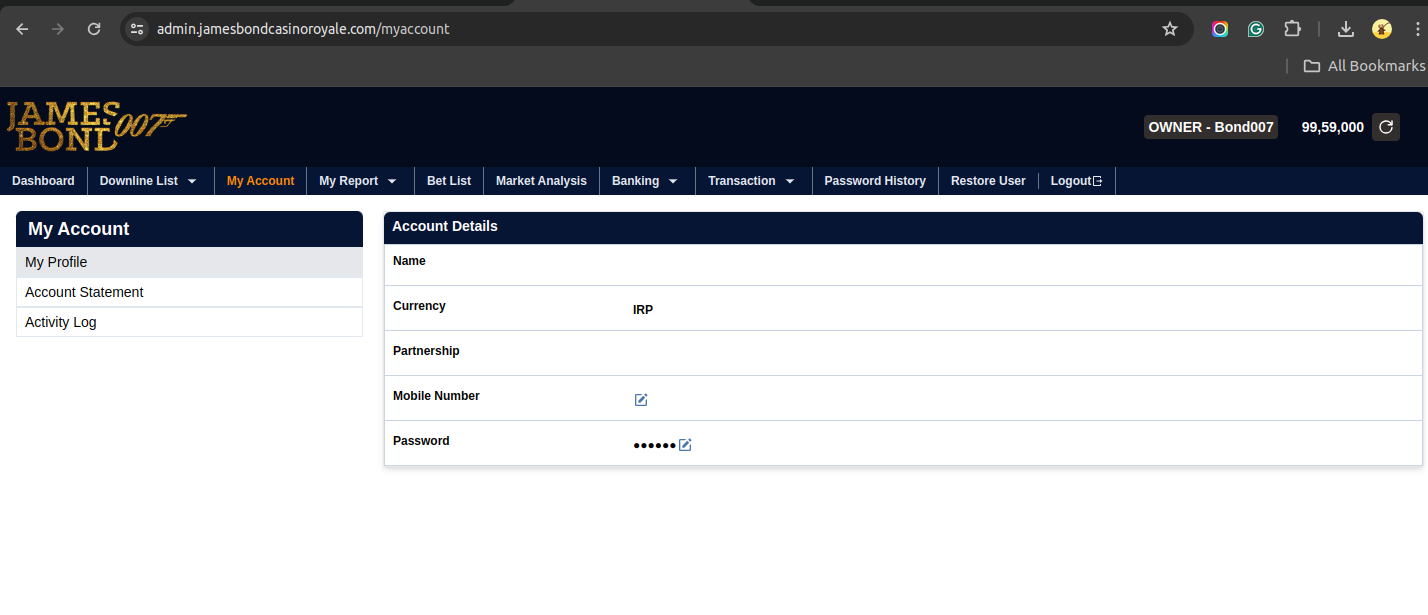 admin.jamesbondcasinoroyale.com/myaccount
All Bookmarks
JAMES
BOND 007
OWNER - Bond007 99,59,000
Dashboard Downline List My Account My Report Bet List Market Analysis Banking Transaction Password History Restore User Logout
My Account
My Profile
Account Statement
Activity Log
Account Details
Name
Currency IRP
Partnership
Mobile Number
Password ●●●●●●